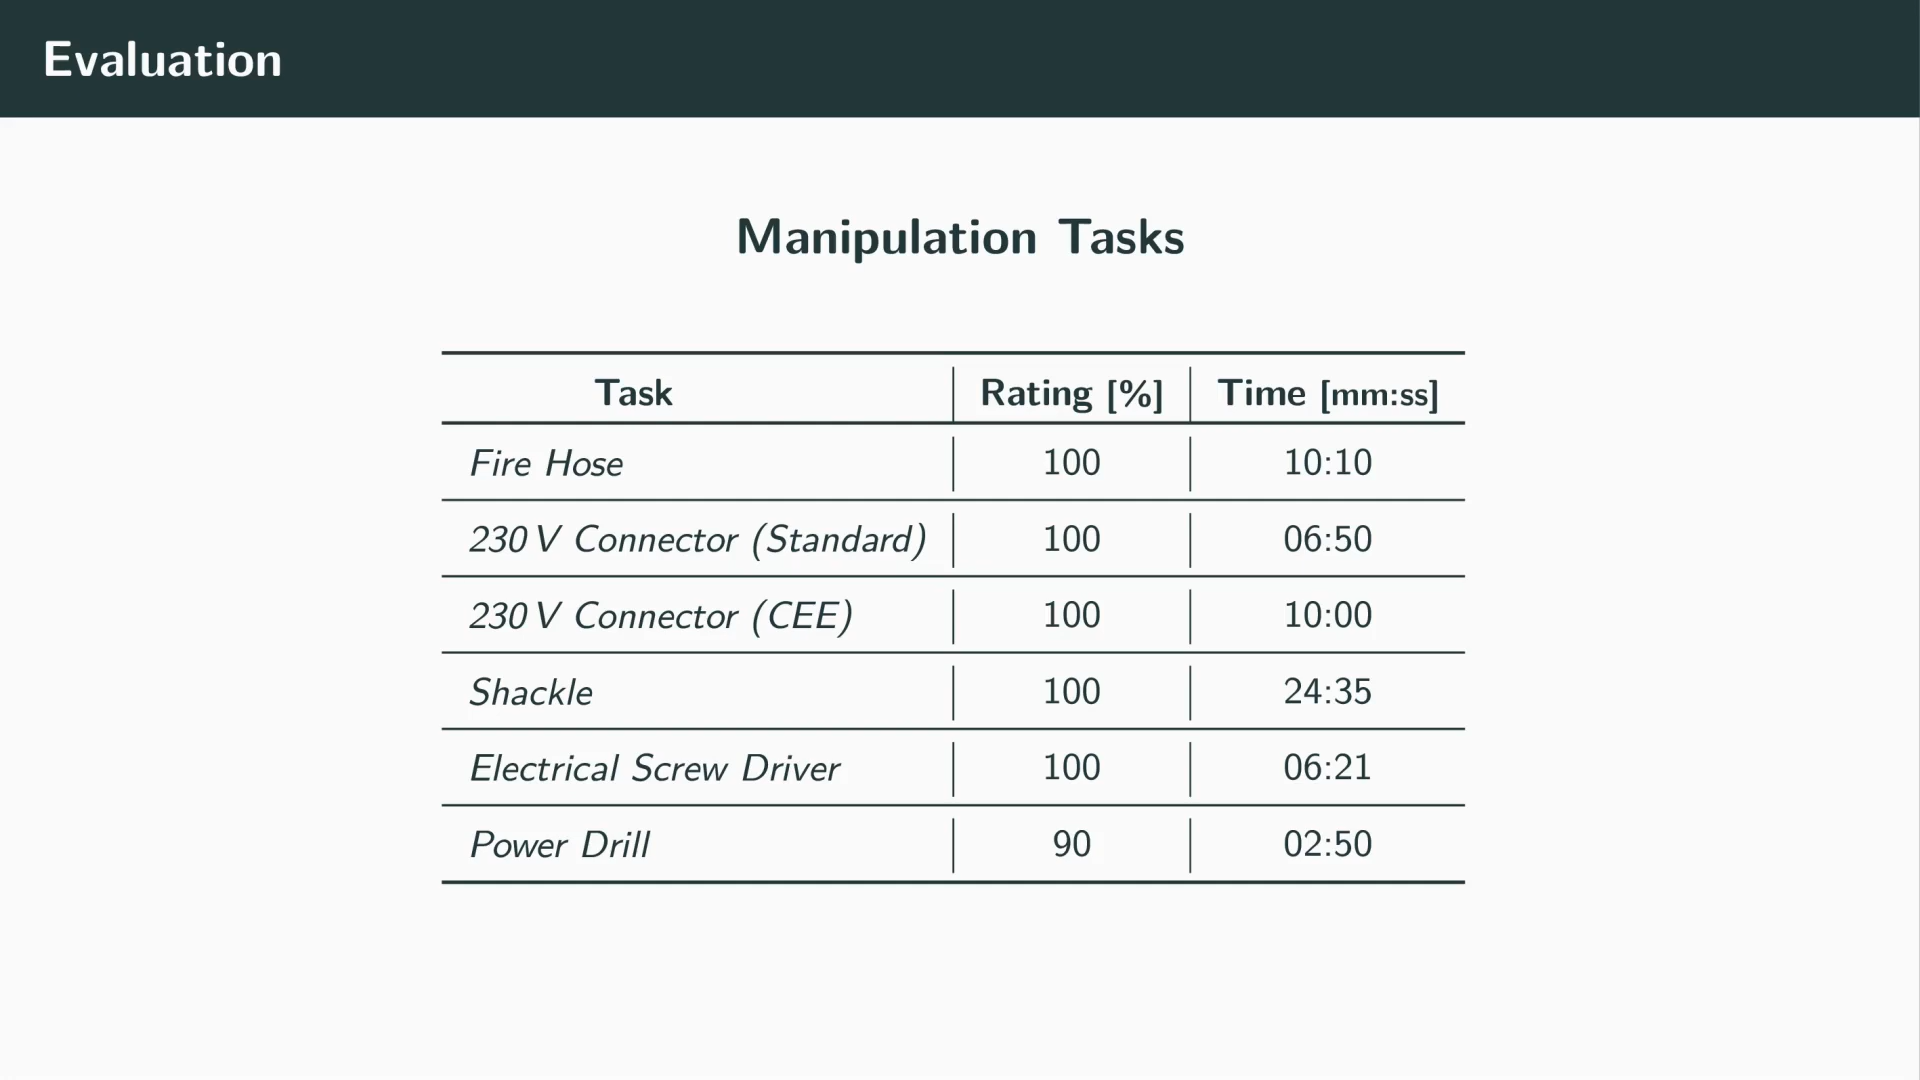 Evaluation
Manipulation Tasks
Task Rating [%] Time [mm:ss]
Fire Hose 100 10:10
230 V Connector (Standard) 100 06:50
230 V Connector (CEE) 100 10:00
Shackle 100 24:35
Electrical Screw Driver 100 06:21
Power Drill 90 02:50